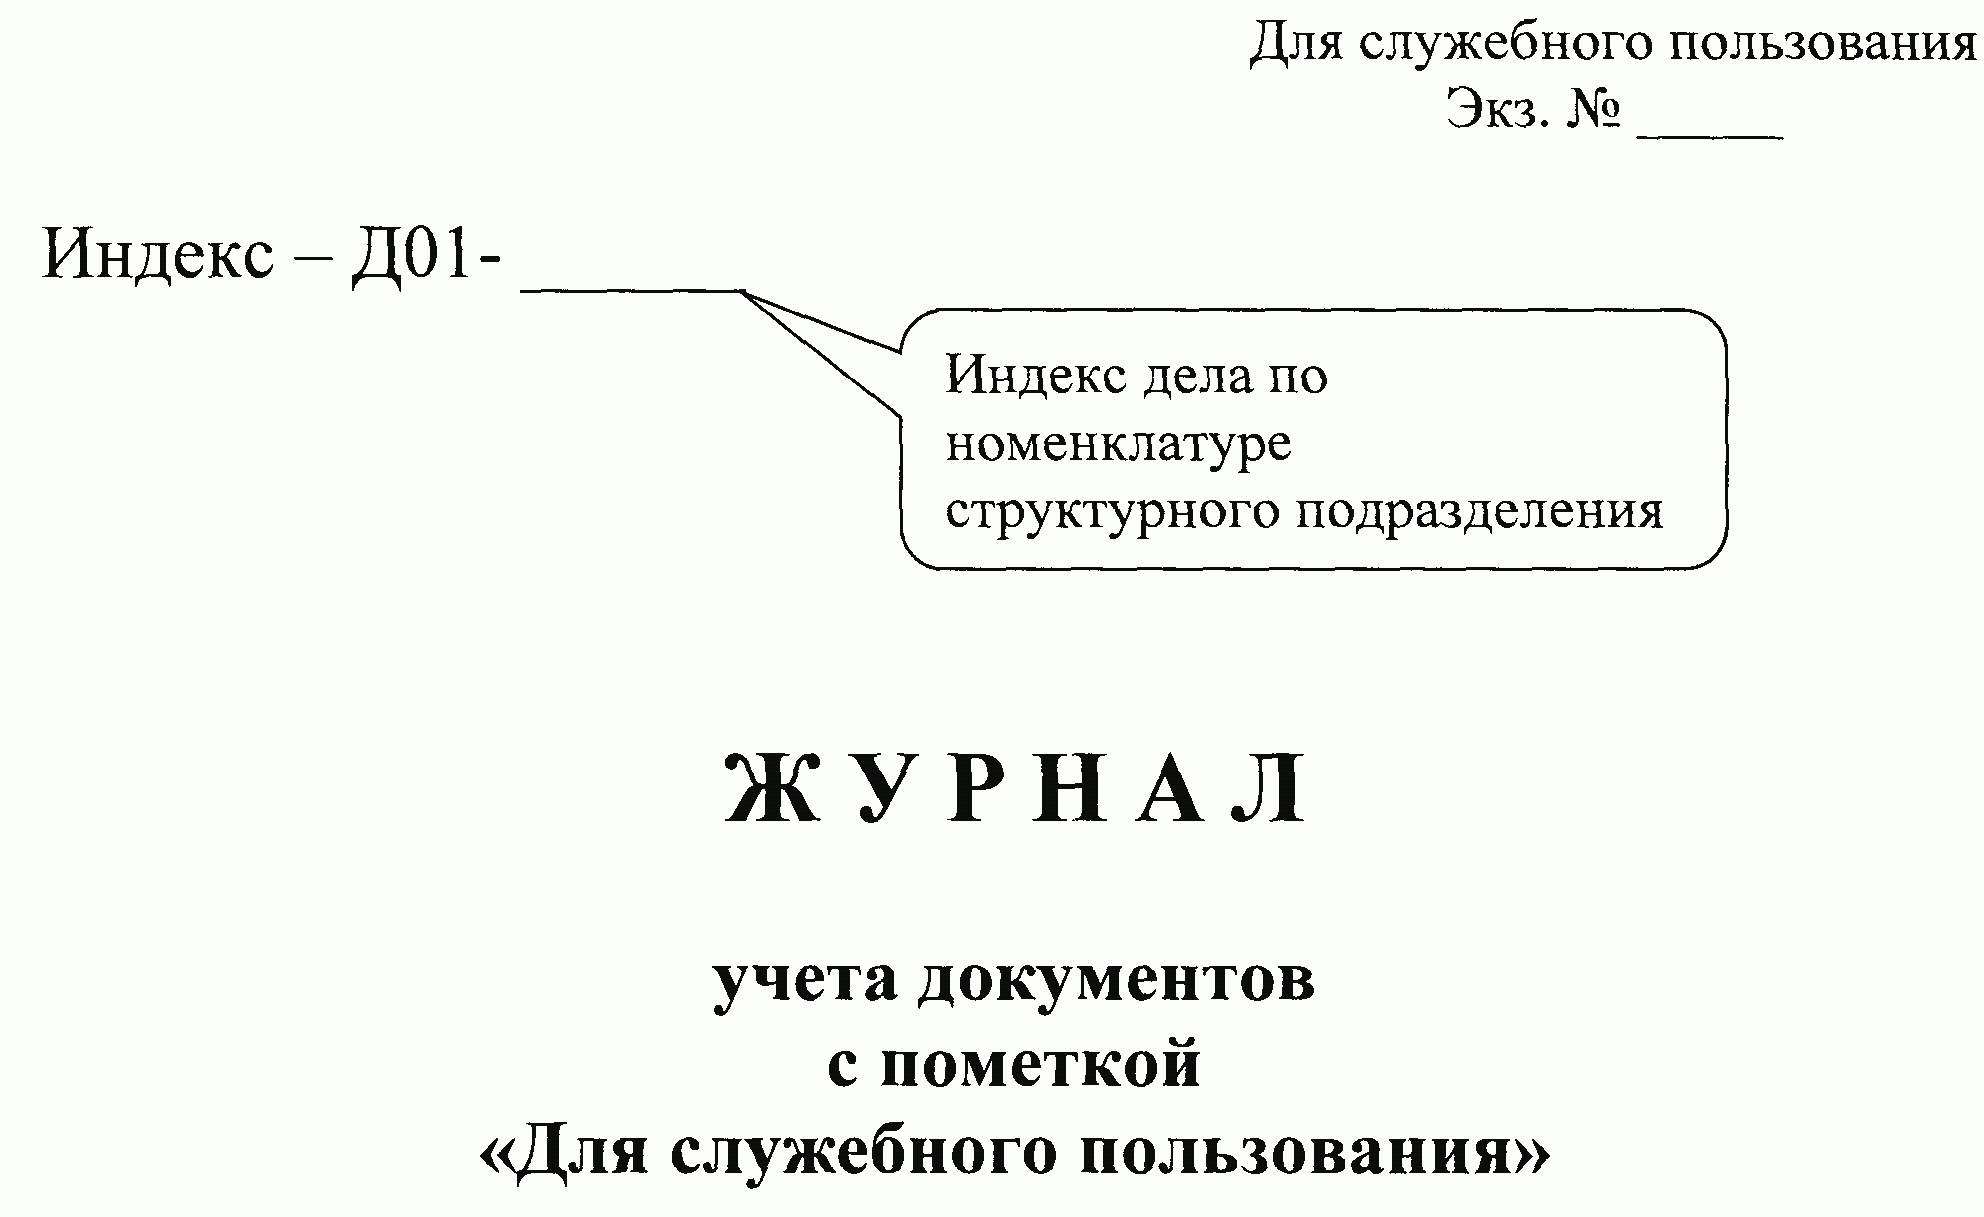 Для служебного пользования
Экз. № _____
Индекс – Д01- _______
Индекс дела по
номенклатуре
структурного подразделения
Ж У Р Н А Л
учета документов
с пометкой
«Для служебного пользования»